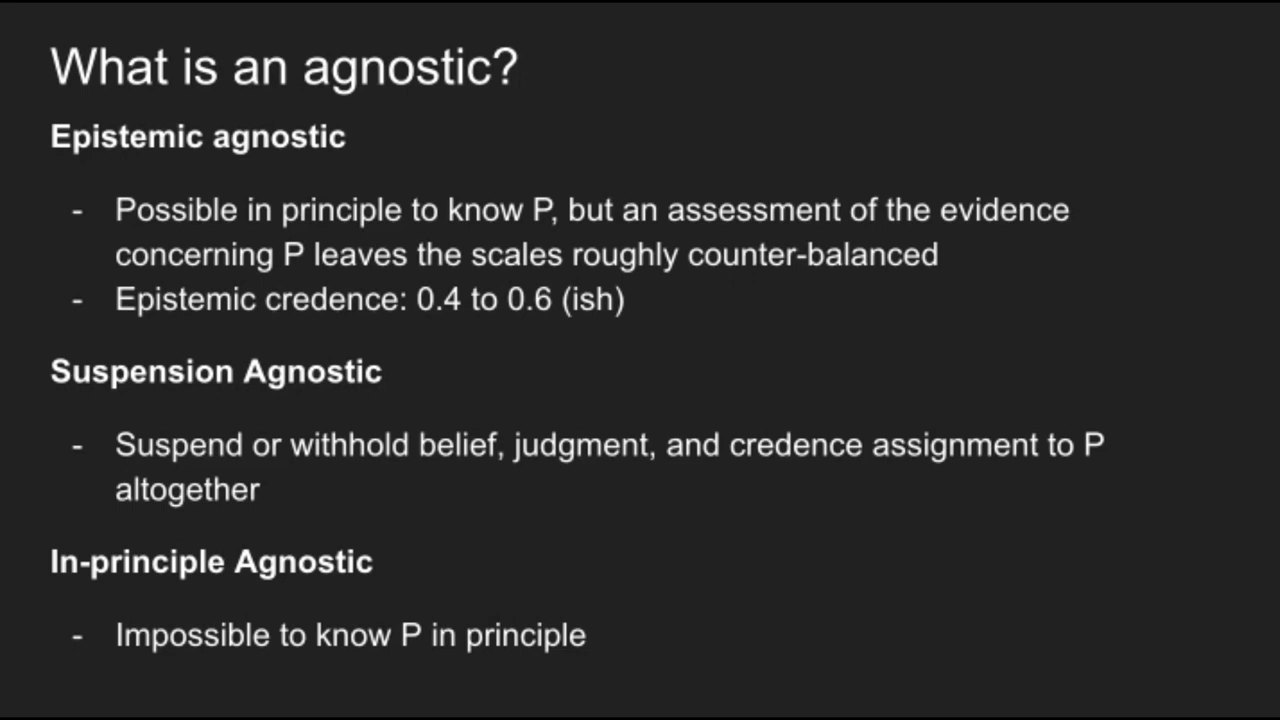 What is an agnostic?
Epistemic agnostic
- Possible in principle to know P, but an assessment of the evidence
concerning P leaves the scales roughly counter-balanced
- Epistemic credence: 0.4 to 0.6 (ish)
Suspension Agnostic
- Suspend or withhold belief, judgment, and credence assignment to P
altogether
In-principle Agnostic
- Impossible to know P in principle